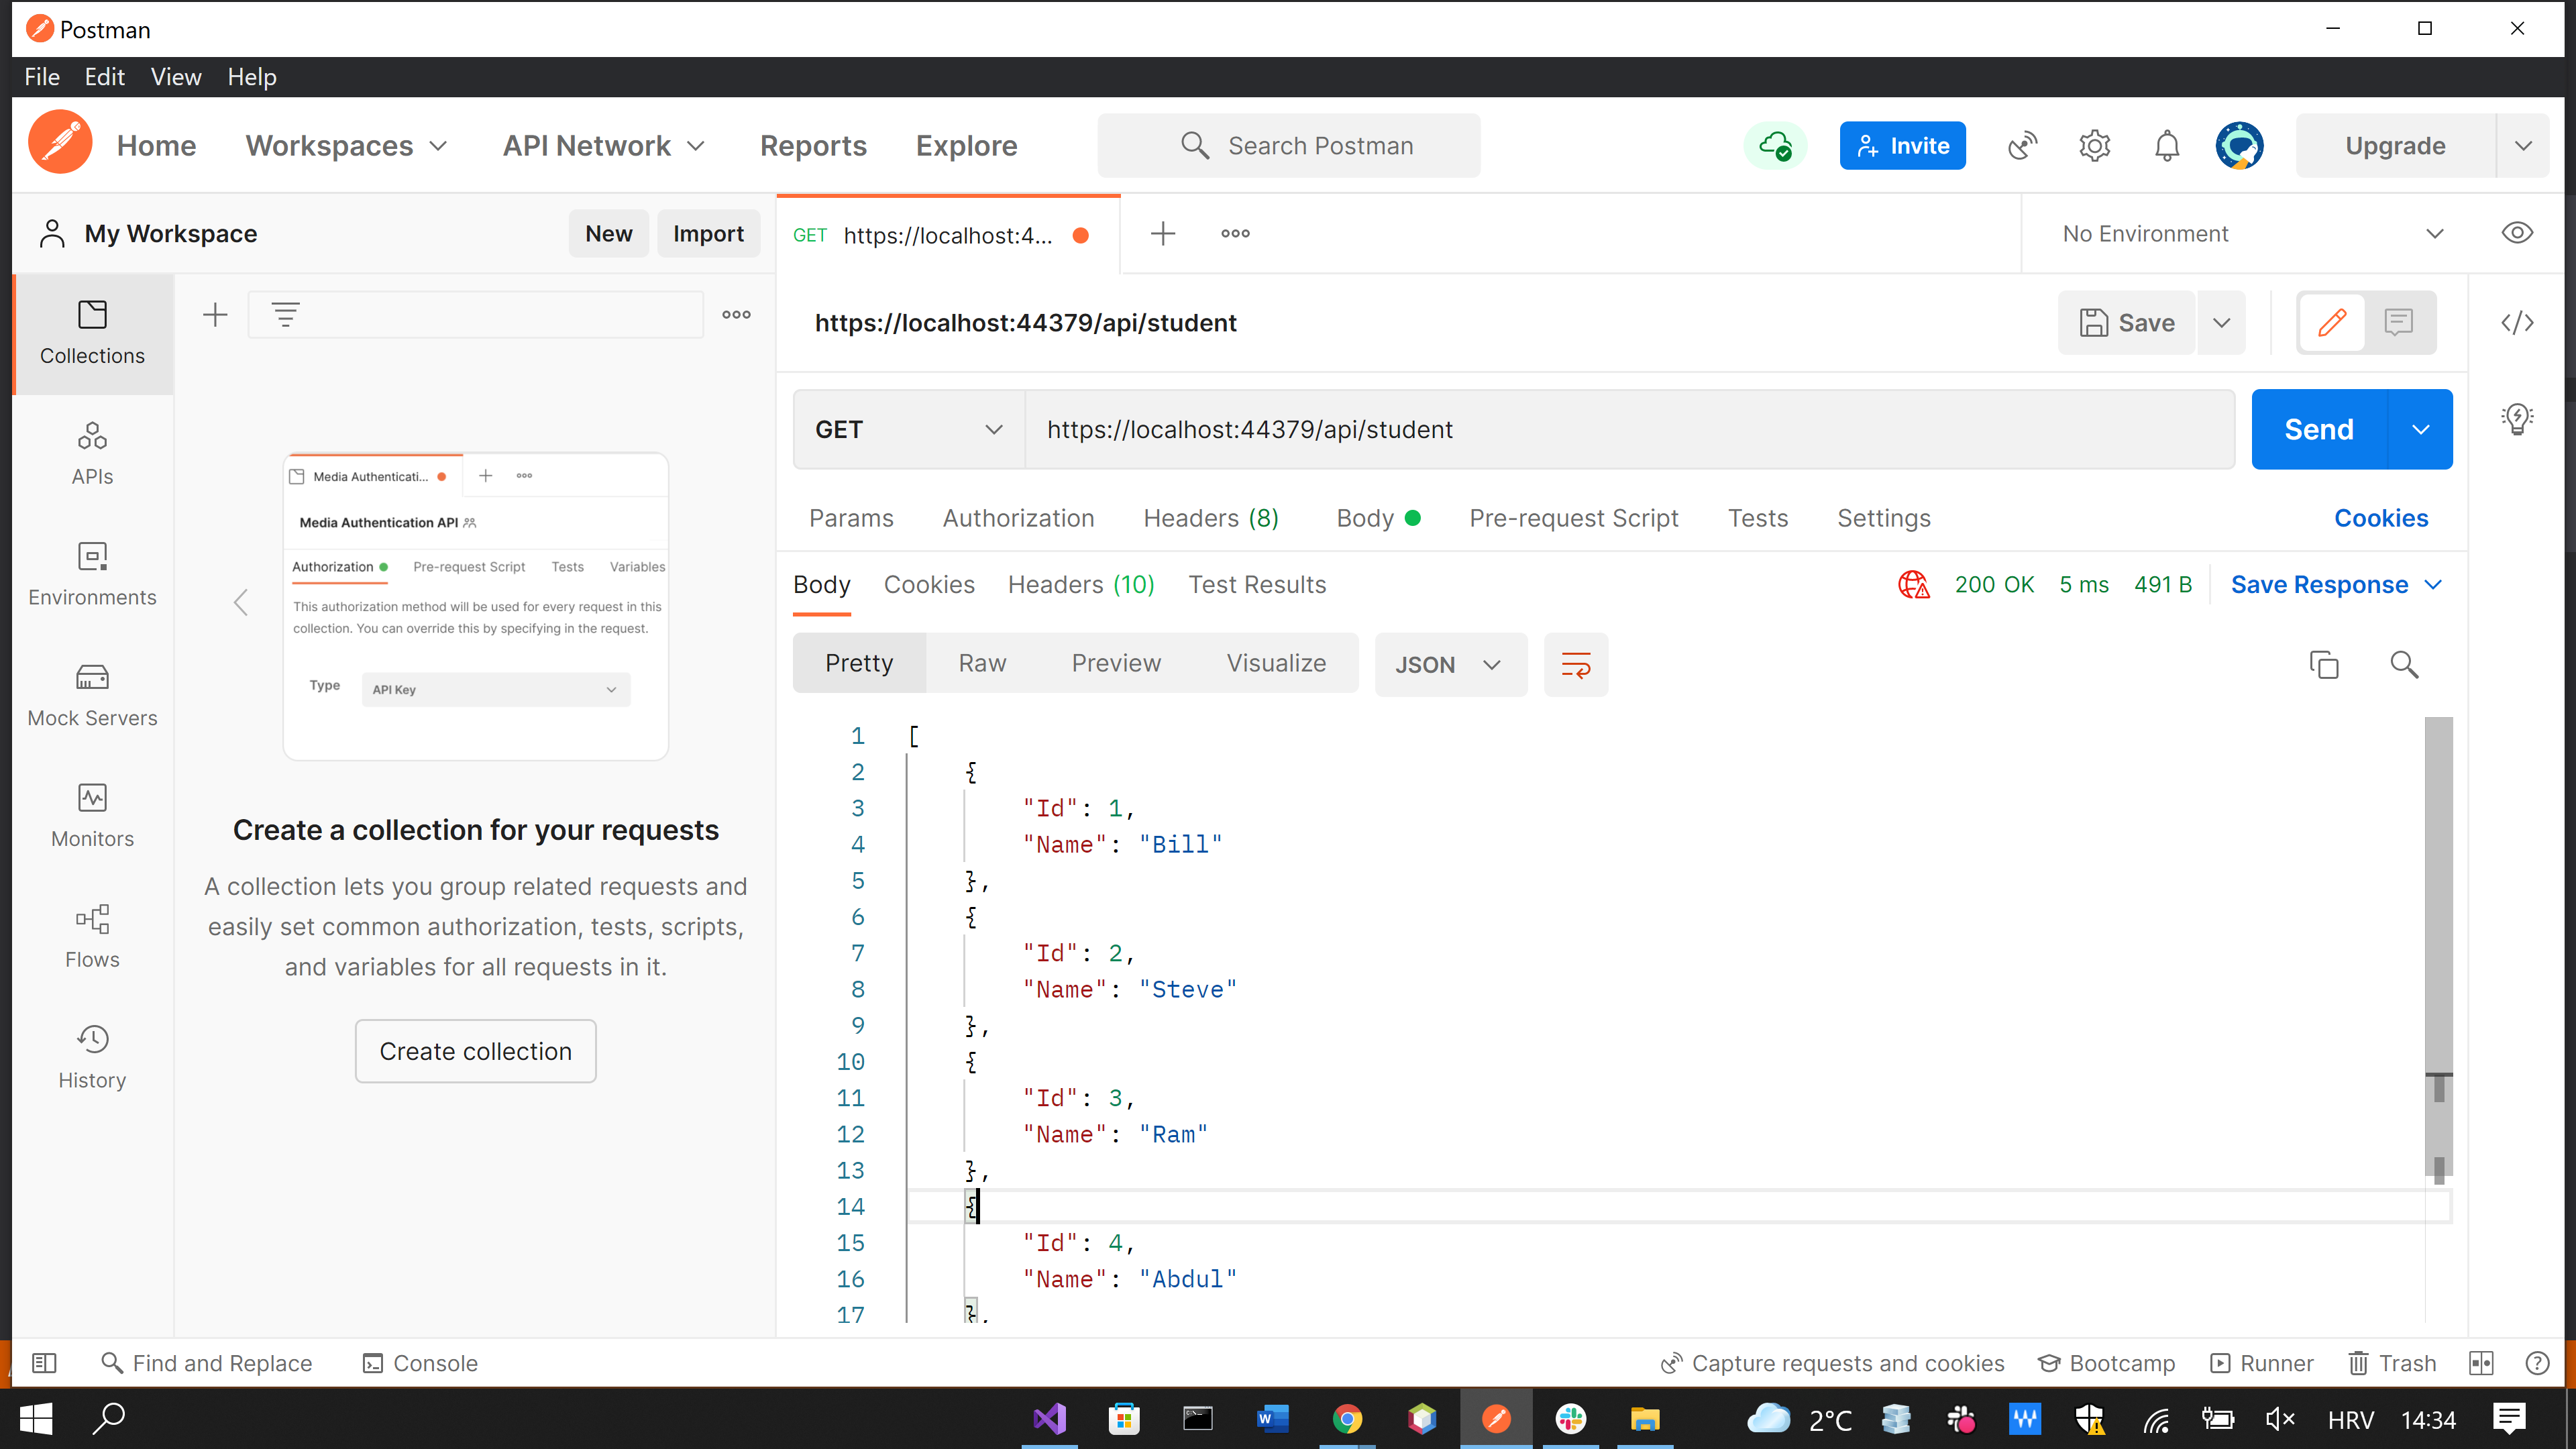 Postman
File Edit View Help
Home Workspaces API Network Reports Explore Search Postman Invite Upgrade
My Workspace New Import GET https://localhost:4... No Environment
Collections
APIs
Environments
Mock Servers
Monitors
Flows
History
Media Authenticati...
Media Authentication API
Authorization Pre-request Script Tests Variables
This authorization method will be used for every request in this
collection. You can override this by specifying in the request.
Type API Key
Create a collection for your requests
A collection lets you group related requests and
easily set common authorization, tests, scripts,
and variables for all requests in it.
Create collection
https://localhost:44379/api/student Save
GET https://localhost:44379/api/student Send
Params Authorization Headers (8) Body Pre-request Script Tests Settings Cookies
Body Cookies Headers (10) Test Results 200 OK 5 ms 491 B Save Response
Pretty Raw Preview Visualize JSON
1 [
2 {
3 "Id": 1,
4 "Name": "Bill"
5 },
6 {
7 "Id": 2,
8 "Name": "Steve"
9 },
10 {
11 "Id": 3,
12 "Name": "Ram"
13 },
14 {
15 "Id": 4,
16 "Name": "Abdul"
17 },
Find and Replace Console Capture requests and cookies Bootcamp Runner Trash
2°C HRV 14:34